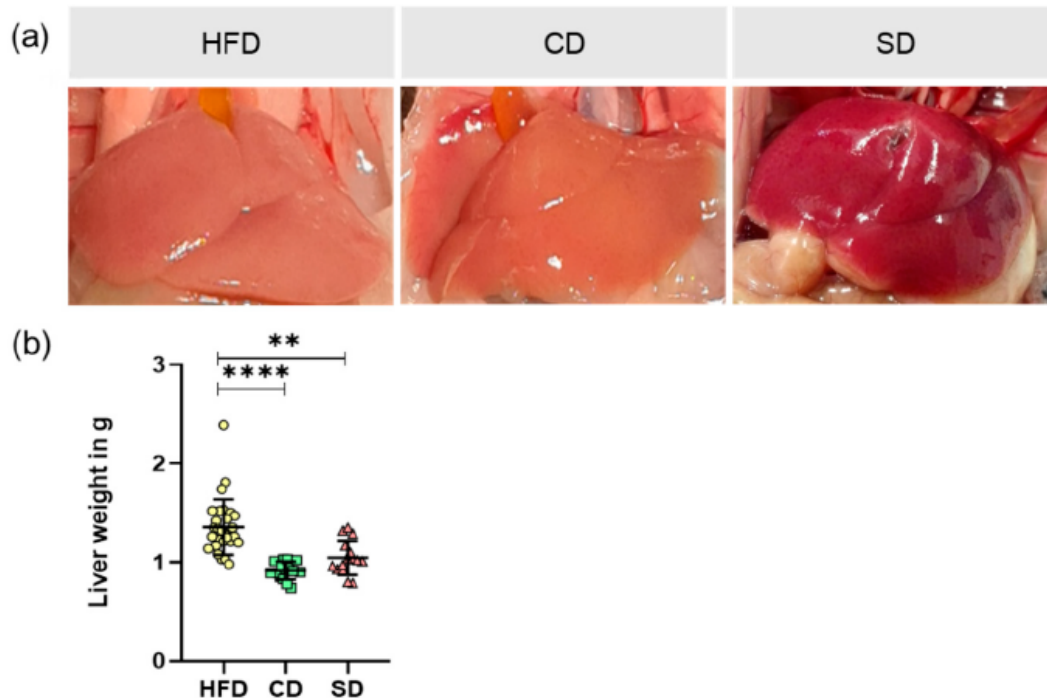 (a)
HFD CD SD
(b)
**
****
3
2
1
0
Liver weight in g
HFD CD SD